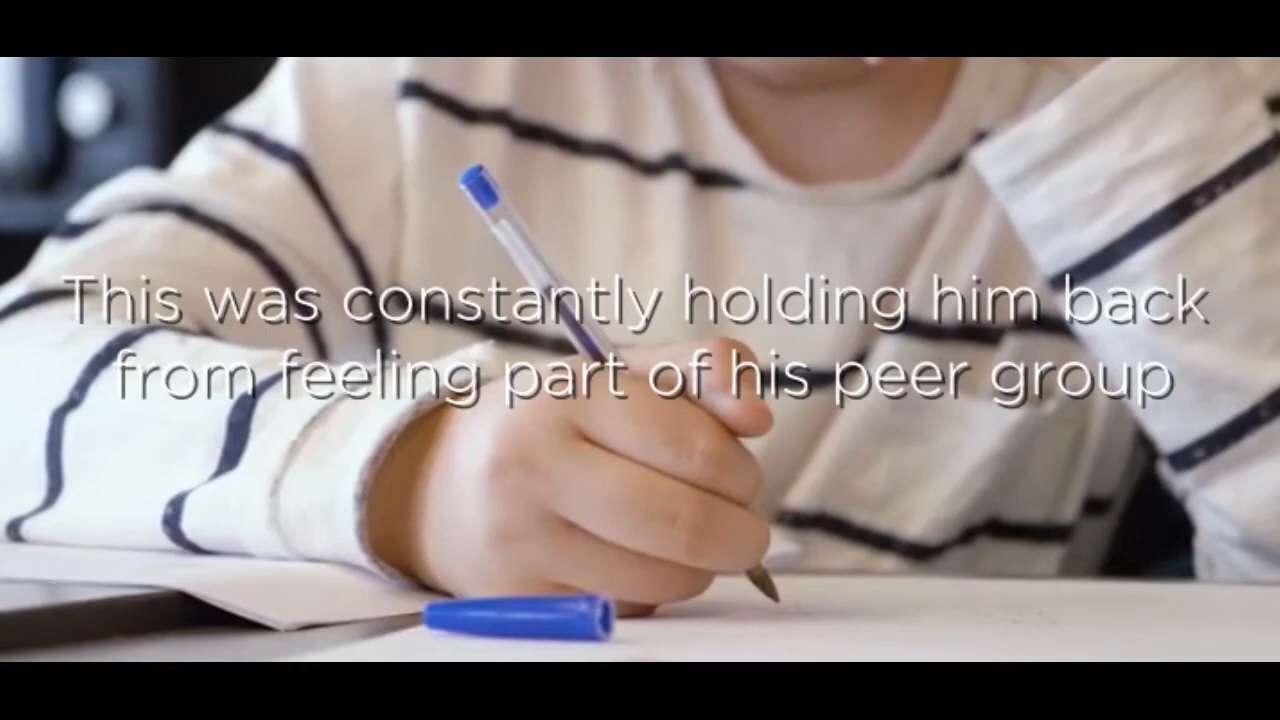 This was constantly holding him back
from feeling part of his peer group